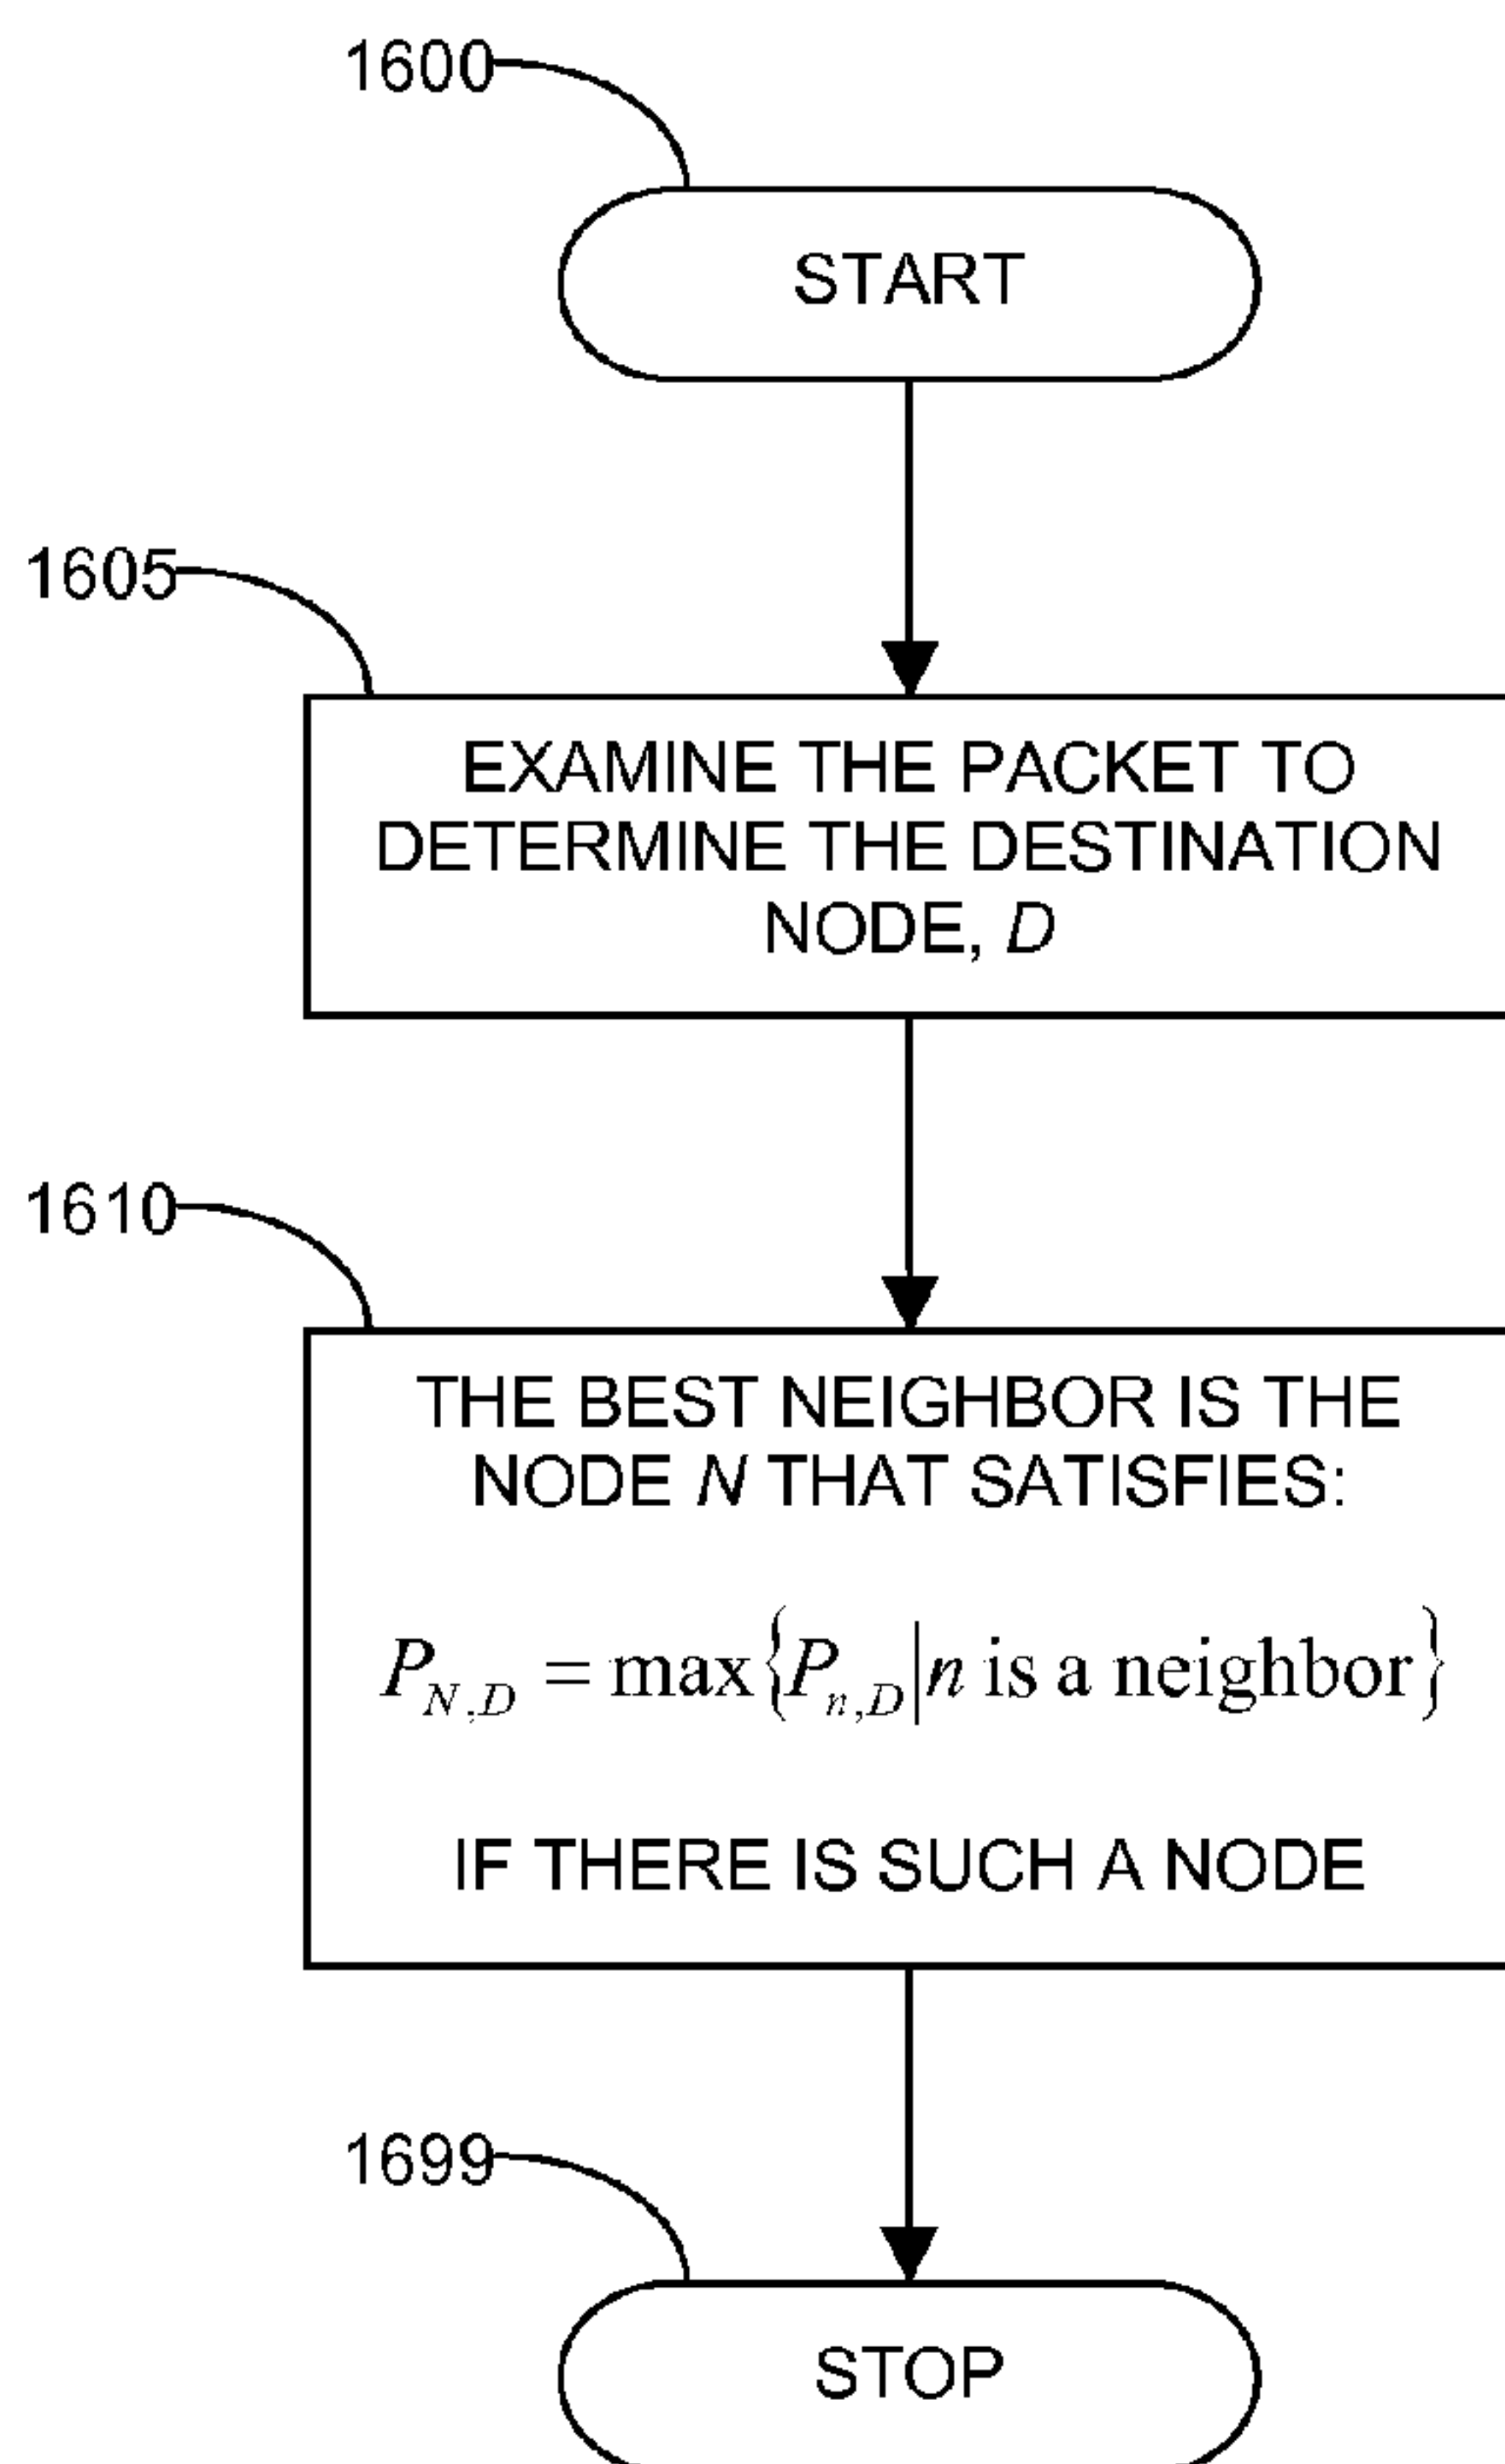 1600
START
1605
EXAMINE THE PACKET TO
DETERMINE THE DESTINATION
NODE, D
1610
THE BEST NEIGHBOR IS THE
NODE N THAT SATISFIES:
P_{N,D} = max{P_{n,D}|n is a neighbor}
IF THERE IS SUCH A NODE
1699
STOP